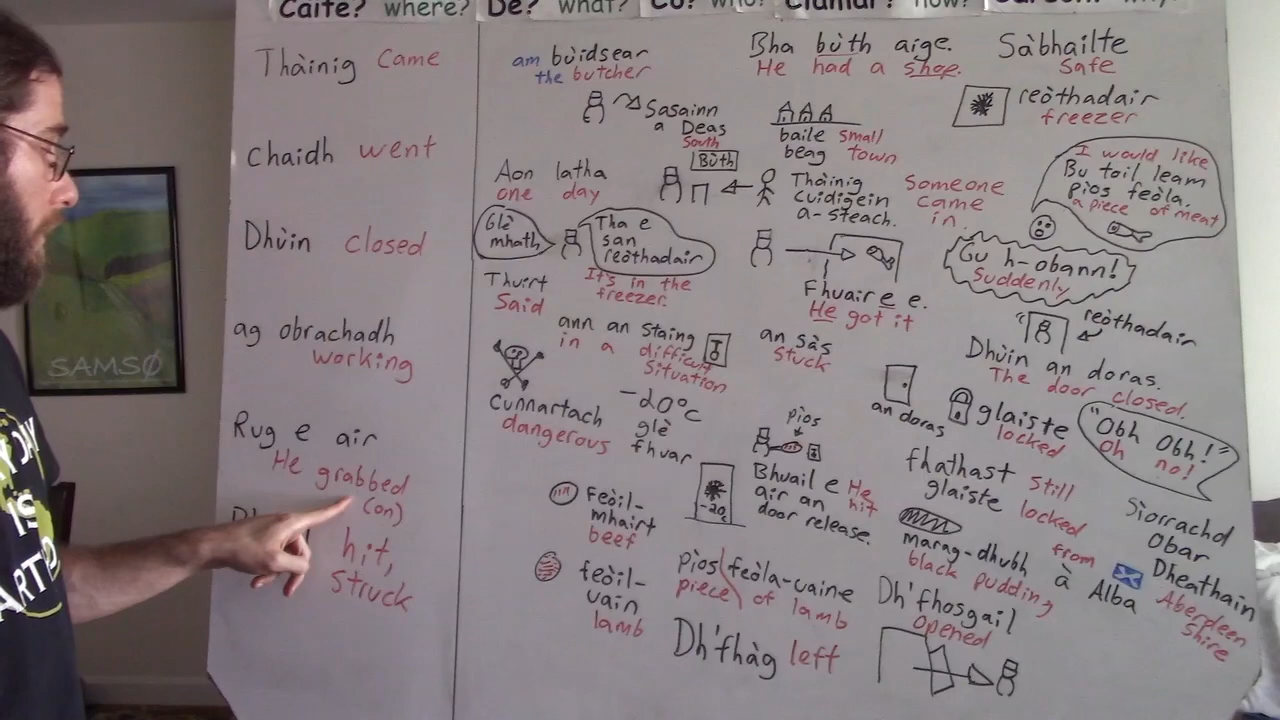 Càite? where? Dè? what? Cò? who? Ciamar? how? Carson? why?
Thàinig came
Chaidh went
Dhùin closed
ag obrachadh
working
Rug e air
He grabbed
(on)
hit,
struck
am bùidsear
the butcher
Bha bùth aige.
He had a shop.
Sàbhailte
Safe
Sasainn
a Deas
South
baile small
beag town
reòthadair
freezer
Aon latha
one day
Bùth
Thàinig
cuidigein
a-steach.
Someone
came
in.
I would like
Bu toil leam
pìos feòla.
a piece of meat
Glè
mhath
Tha e
san
reòthadair
Thuirt
Said
It's in the
freezer.
Fhuair e e.
He got it
Gu h-obann!
Suddenly
ann an staing
in a difficult
situation
an sàs
Stuck
reòthadair
Dhùin an doras.
The door closed.
Cunnartach
dangerous
-20°C
glè
fhuar
an doras
glaiste
locked
"Obh Obh!"
Oh no!
pìos
Bhuail e He
air an hit
door release.
-20c
fhathast still
glaiste locked
Feòil-
mhairt
beef
marag-dhubh from
black pudding
à Alba
Siorrachd
Obar
Dheathain
Aberdeen
Shire
feòil-
uain
lamb
pìos feòla-uaine
piece of lamb
Dh'fhosgail
opened
Dh'fhàg left
SAMSØ
DAY
IS